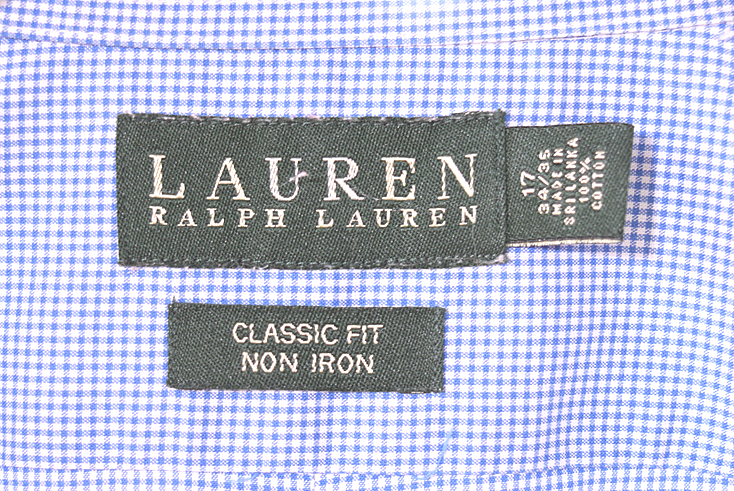 LAUREN
RALPH LAUREN
17
34/35
MADE IN
SRI LANKA
100%
COTTON
CLASSIC FIT
NON IRON